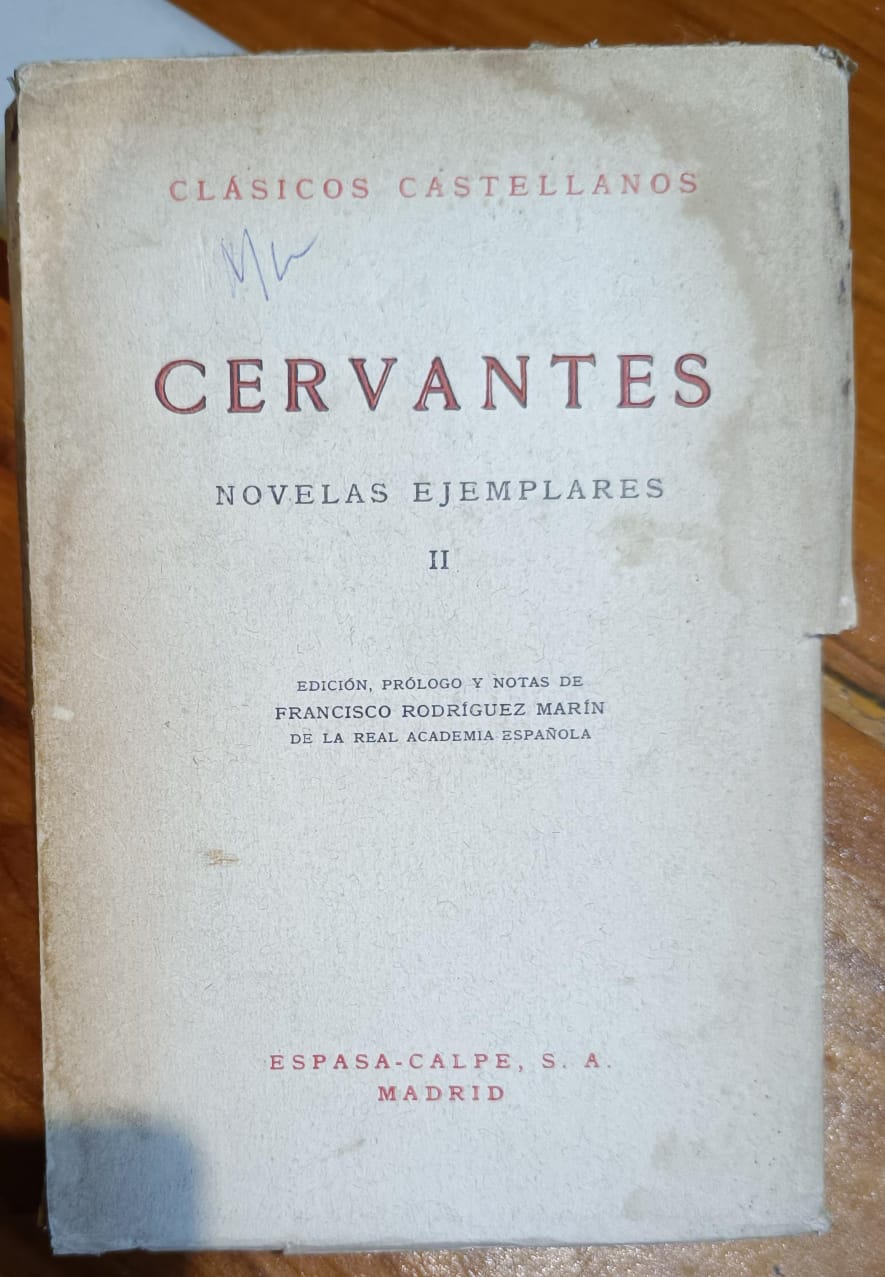 CLÁSICOS CASTELLANOS
CERVANTES
NOVELAS EJEMPLARES
II
EDICIÓN, PRÓLOGO Y NOTAS DE
FRANCISCO RODRÍGUEZ MARÍN
DE LA REAL ACADEMIA ESPAÑOLA
ESPASA-CALPE, S. A.
MADRID